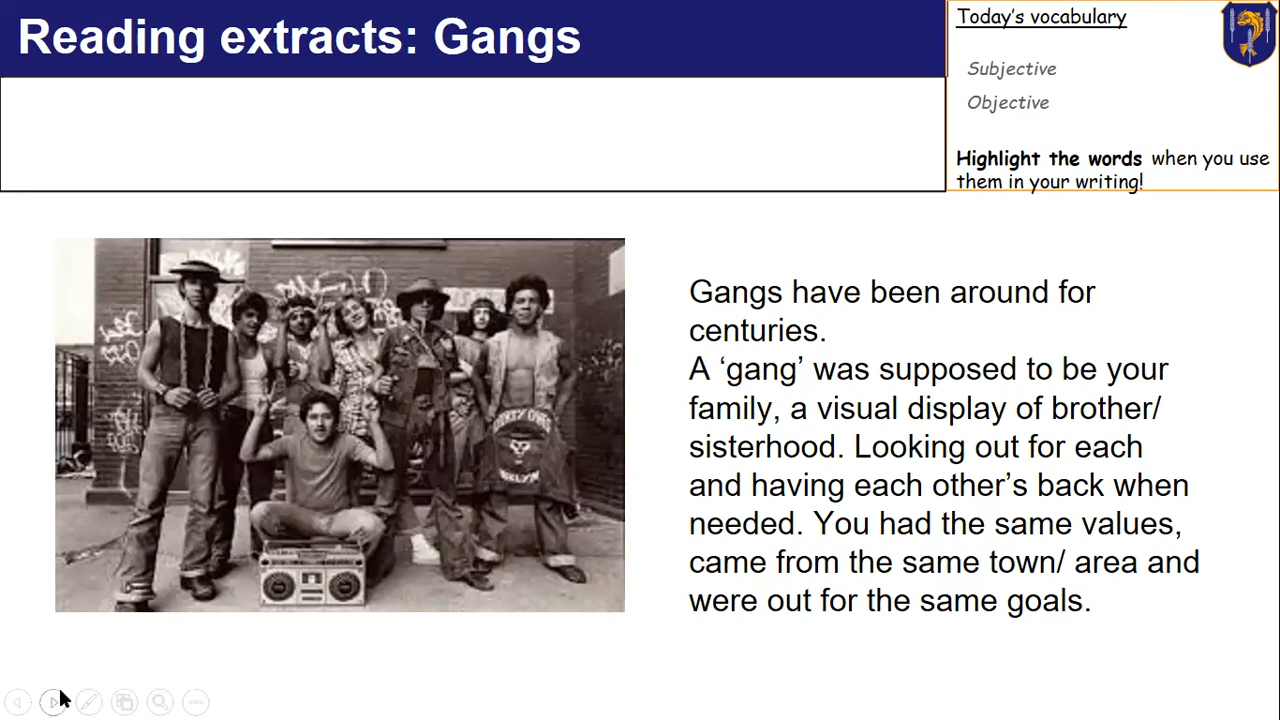 Reading extracts: Gangs
Today's vocabulary
Subjective
Objective
Highlight the words when you use
them in your writing!
Gangs have been around for
centuries.
A ‘gang’ was supposed to be your
family, a visual display of brother/
sisterhood. Looking out for each
and having each other’s back when
needed. You had the same values,
came from the same town/ area and
were out for the same goals.
DIRTY ONES